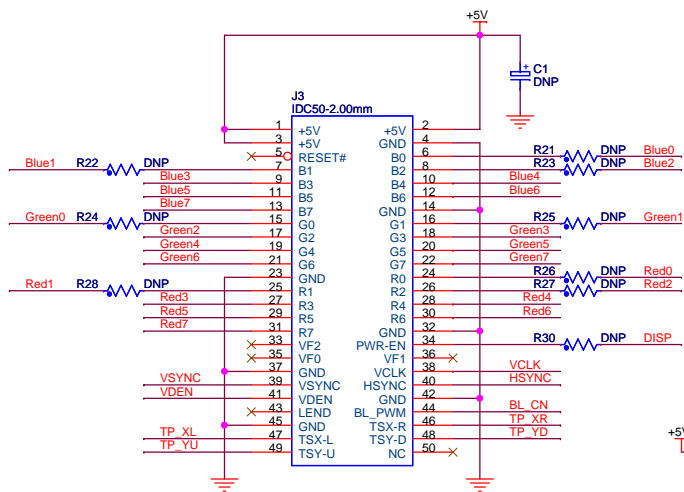 +5V
C1
DNP
J3
IDC50-2.00mm
1 +5V +5V 2
3 +5V GND 4
5 RESET# B0 6 R21 DNP Blue0
Blue1 R22 DNP 7 B1 B2 8 R23 DNP Blue2
Blue3 9 B3 B4 10 Blue4
Blue5 11 B5 B6 12 Blue6
Blue7 13 B7 GND 14
Green0 R24 DNP 15 G0 G1 16 R25 DNP Green1
Green2 17 G2 G3 18 Green3
Green4 19 G4 G5 20 Green5
Green6 21 G6 G7 22 Green7
23 GND R0 24 R26 DNP Red0
Red1 R28 DNP 25 R1 R2 26 R27 DNP Red2
Red3 27 R3 R4 28 Red4
Red5 29 R5 R6 30 Red6
Red7 31 R7 GND 32
33 VF2 PWR-EN 34 R30 DNP DISP
35 VF0 VF1 36
37 GND VCLK 38 VCLK
VSYNC 39 VSYNC HSYNC 40 HSYNC
VDEN 41 VDEN GND 42
43 LEND BL_PWM 44 BL_CN
45 GND TSX-R 46 TP_XR
TP_XL 47 TSX-L TSY-D 48 TP_YD
TP_YU 49 TSY-U NC 50
+5V